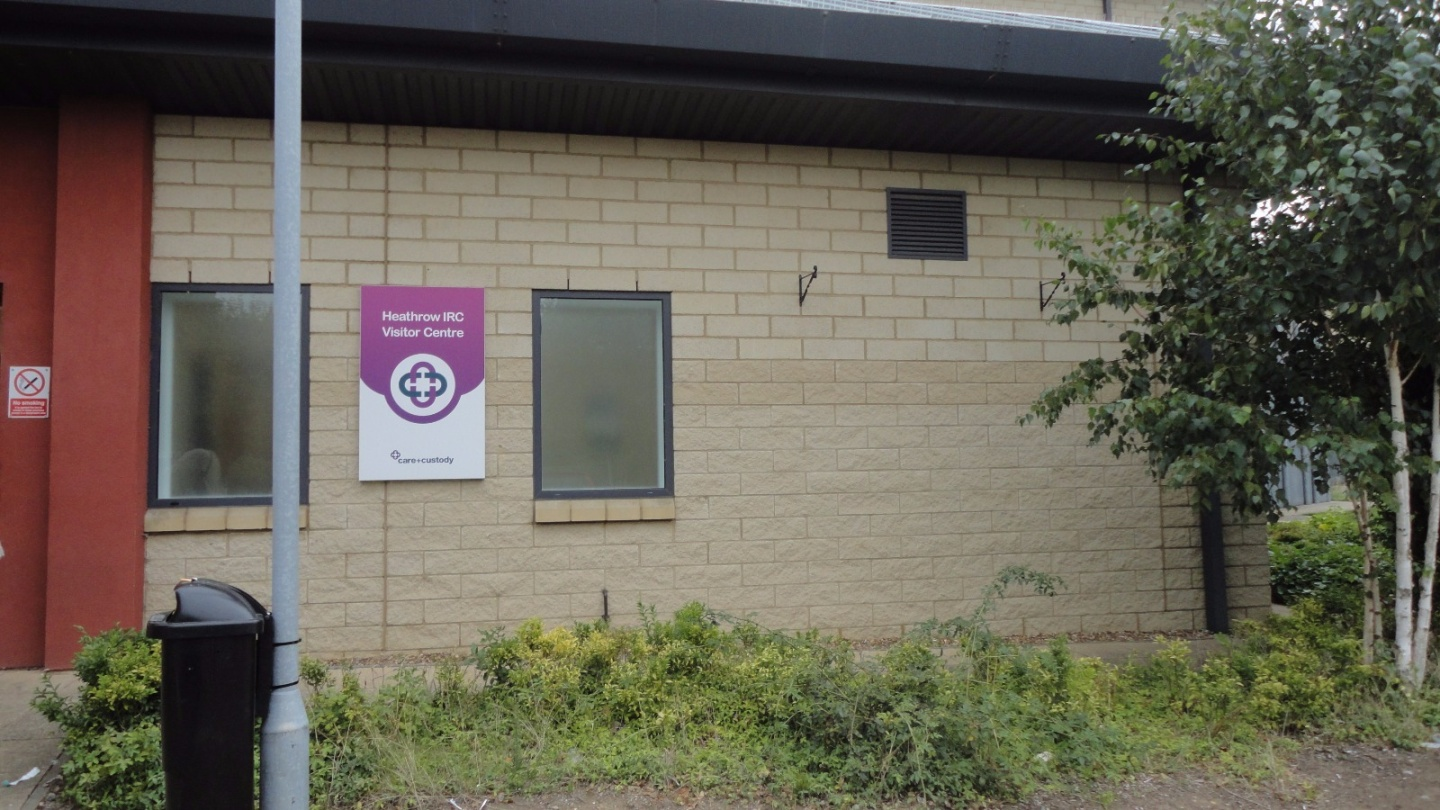 Heathrow IRC
Visitor Centre
care+custody
No smoking